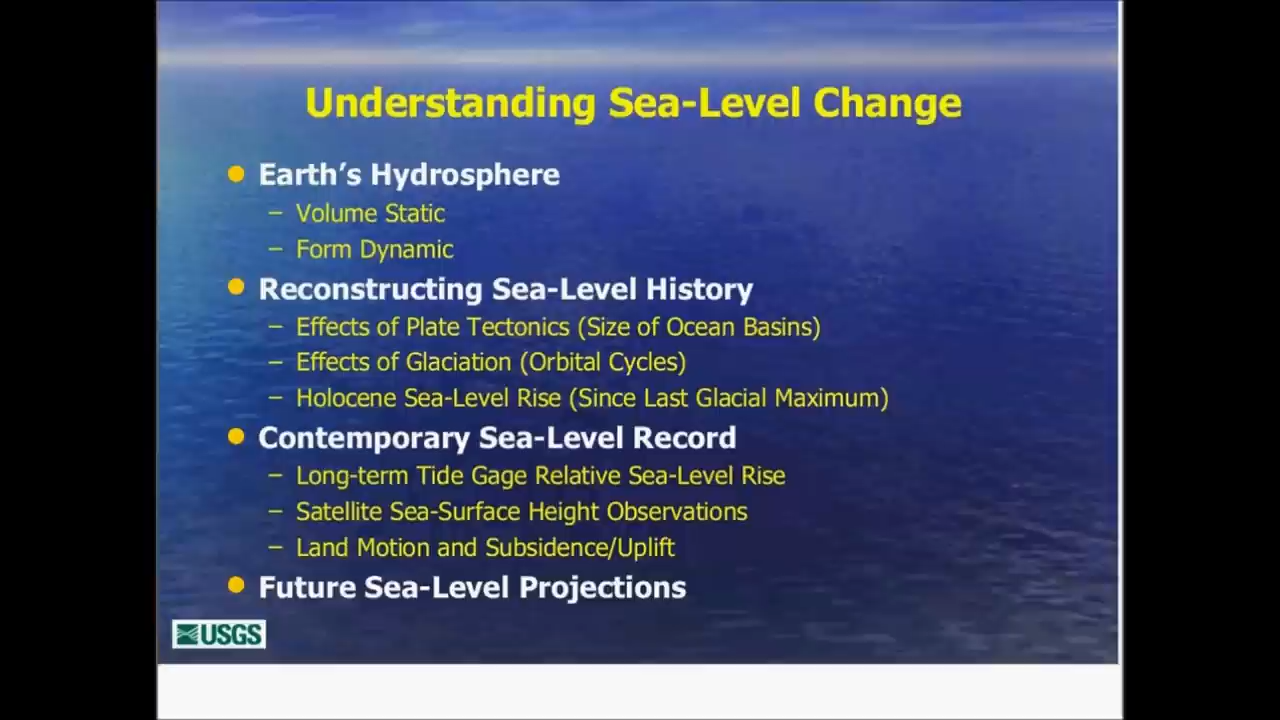 Understanding Sea-Level Change
● Earth’s Hydrosphere
– Volume Static
– Form Dynamic
● Reconstructing Sea-Level History
– Effects of Plate Tectonics (Size of Ocean Basins)
– Effects of Glaciation (Orbital Cycles)
– Holocene Sea-Level Rise (Since Last Glacial Maximum)
● Contemporary Sea-Level Record
– Long-term Tide Gage Relative Sea-Level Rise
– Satellite Sea-Surface Height Observations
– Land Motion and Subsidence/Uplift
● Future Sea-Level Projections
USGS